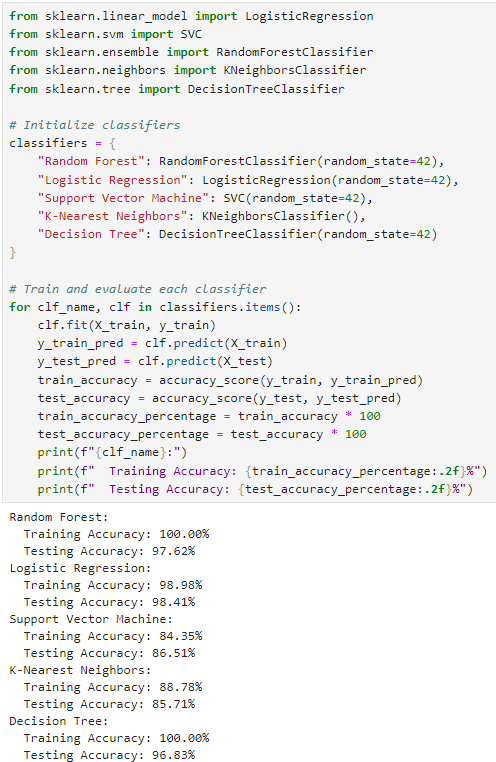 from sklearn.linear_model import LogisticRegression
from sklearn.svm import SVC
from sklearn.ensemble import RandomForestClassifier
from sklearn.neighbors import KNeighborsClassifier
from sklearn.tree import DecisionTreeClassifier

# Initialize classifiers
classifiers = {
    "Random Forest": RandomForestClassifier(random_state=42),
    "Logistic Regression": LogisticRegression(random_state=42),
    "Support Vector Machine": SVC(random_state=42),
    "K-Nearest Neighbors": KNeighborsClassifier(),
    "Decision Tree": DecisionTreeClassifier(random_state=42)
}

# Train and evaluate each classifier
for clf_name, clf in classifiers.items():
    clf.fit(X_train, y_train)
    y_train_pred = clf.predict(X_train)
    y_test_pred = clf.predict(X_test)
    train_accuracy = accuracy_score(y_train, y_train_pred)
    test_accuracy = accuracy_score(y_test, y_test_pred)
    train_accuracy_percentage = train_accuracy * 100
    test_accuracy_percentage = test_accuracy * 100
    print(f"{clf_name}:")
    print(f"  Training Accuracy: {train_accuracy_percentage:.2f}%")
    print(f"  Testing Accuracy: {test_accuracy_percentage:.2f}%")
Random Forest:
  Training Accuracy: 100.00%
  Testing Accuracy: 97.62%
Logistic Regression:
  Training Accuracy: 98.98%
  Testing Accuracy: 98.41%
Support Vector Machine:
  Training Accuracy: 84.35%
  Testing Accuracy: 86.51%
K-Nearest Neighbors:
  Training Accuracy: 88.78%
  Testing Accuracy: 85.71%
Decision Tree:
  Training Accuracy: 100.00%
  Testing Accuracy: 96.83%